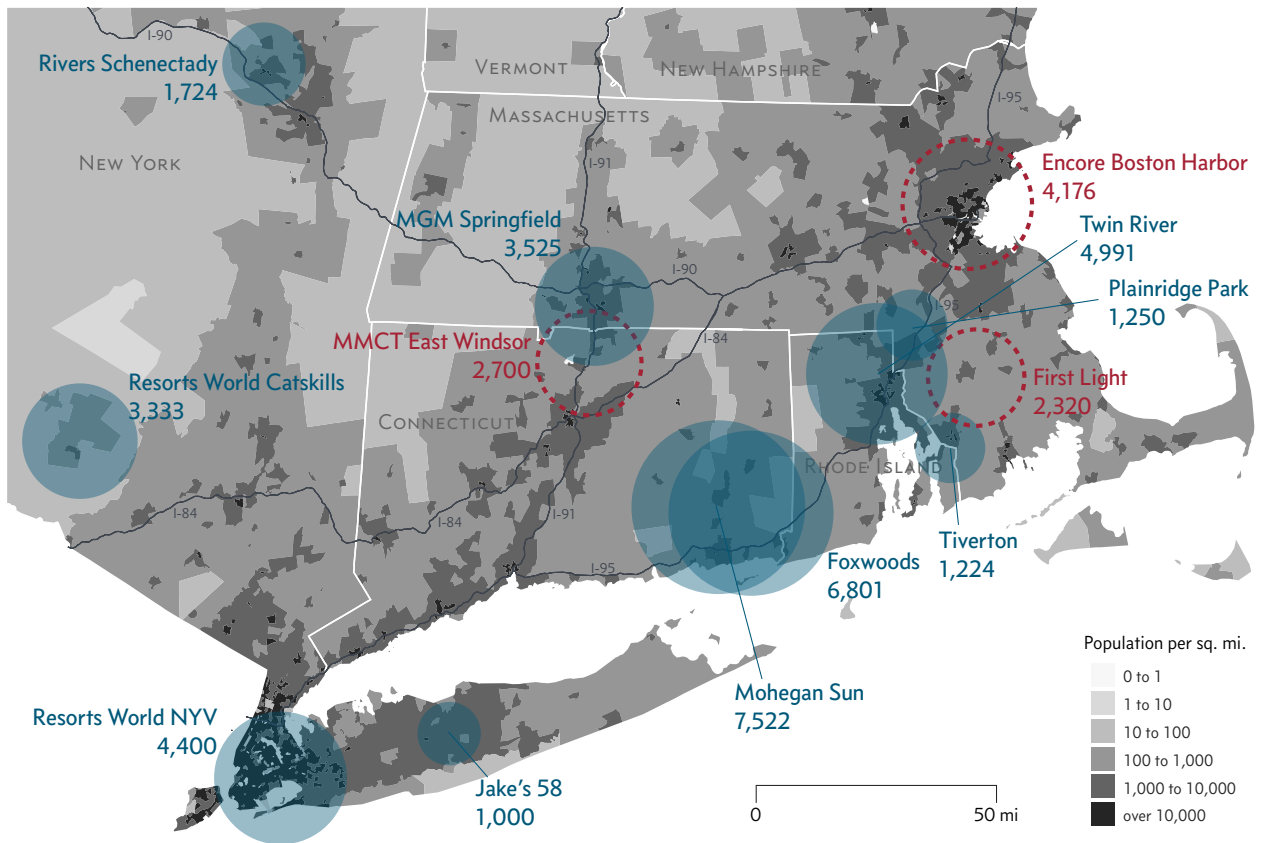 I-90
Rivers Schenectady
1,724
VERMONT
NEW HAMPSHIRE
I-95
MASSACHUSETTS
NEW YORK
I-91
Encore Boston Harbor
4,176
MGM Springfield
3,525
Twin River
4,991
I-90
Plainridge Park
1,250
I-95
MMCT East Windsor
2,700
I-84
Resorts World Catskills
3,333
First Light
2,320
CONNECTICUT
RHODE ISLAND
I-84
I-84
I-91
I-95
Foxwoods
6,801
Tiverton
1,224
Mohegan Sun
7,522
Resorts World NYV
4,400
Jake's 58
1,000
0
50 mi
Population per sq. mi.
0 to 1
1 to 10
10 to 100
100 to 1,000
1,000 to 10,000
over 10,000